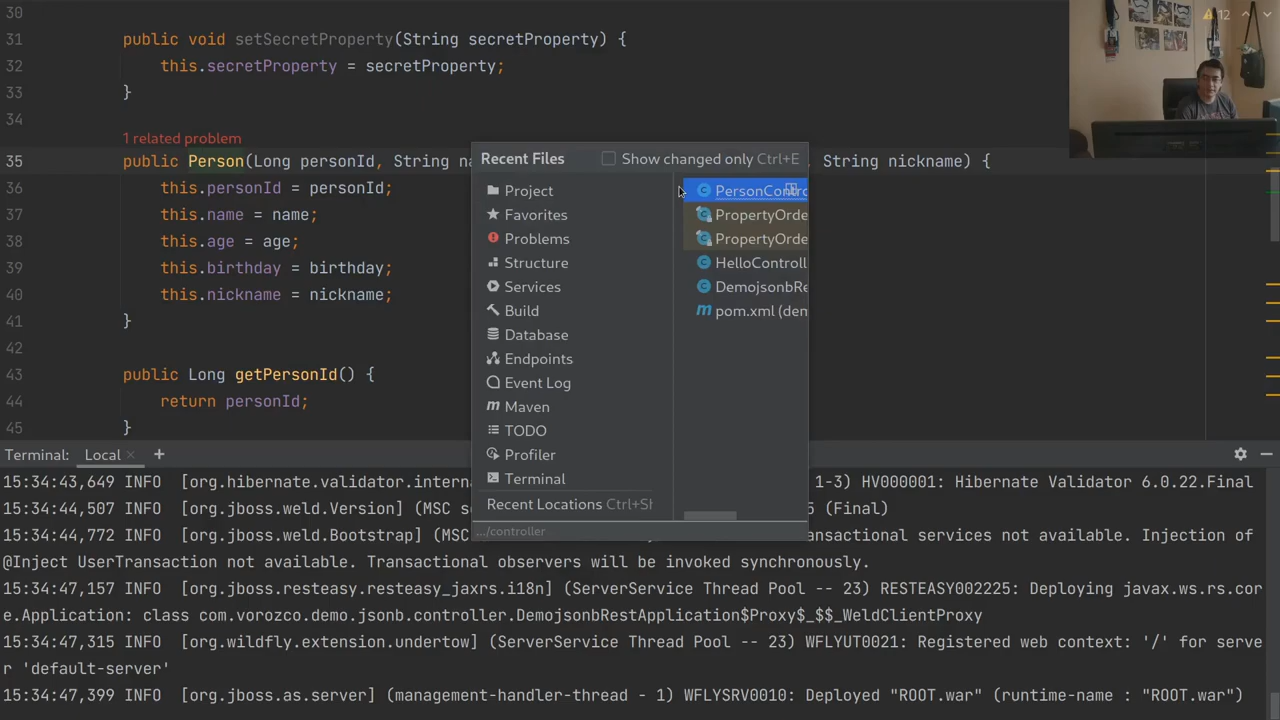 30
31 public void setSecretProperty(String secretProperty) {
32 this.secretProperty = secretProperty;
33 }
34
1 related problem
35 public Person(Long personId, String na
String nickname) {
36 this.personId = personId;
37 this.name = name;
38 this.age = age;
39 this.birthday = birthday;
40 this.nickname = nickname;
41 }
42
43 public Long getPersonId() {
44 return personId;
45 }
12
Recent Files
Show changed only Ctrl+E
Project
Favorites
Problems
Structure
Services
Build
Database
Endpoints
Event Log
Maven
TODO
Profiler
Terminal
Recent Locations Ctrl+Sh
PersonContro
PropertyOrde
PropertyOrde
HelloControll
DemojsonbRe
pom.xml (dem
.../controller
Terminal: Local × +
15:34:43,649 INFO [org.hibernate.validator.intern
1-3) HV000001: Hibernate Validator 6.0.22.Final
15:34:44,507 INFO [org.jboss.weld.Version] (MSC se
5 (Final)
15:34:44,772 INFO [org.jboss.weld.Bootstrap] (MSC
ansactional services not available. Injection of
@Inject UserTransaction not available. Transactional observers will be invoked synchronously.
15:34:47,157 INFO [org.jboss.resteasy.resteasy_jaxrs.i18n] (ServerService Thread Pool -- 23) RESTEASY002225: Deploying javax.ws.rs.cor
e.Application: class com.vorozco.demo.jsonb.controller.DemojsonbRestApplication$Proxy$_$$_WeldClientProxy
15:34:47,315 INFO [org.wildfly.extension.undertow] (ServerService Thread Pool -- 23) WFLYUT0021: Registered web context: '/' for serve
r 'default-server'
15:34:47,399 INFO [org.jboss.as.server] (management-handler-thread - 1) WFLYSRV0010: Deployed "ROOT.war" (runtime-name : "ROOT.war")